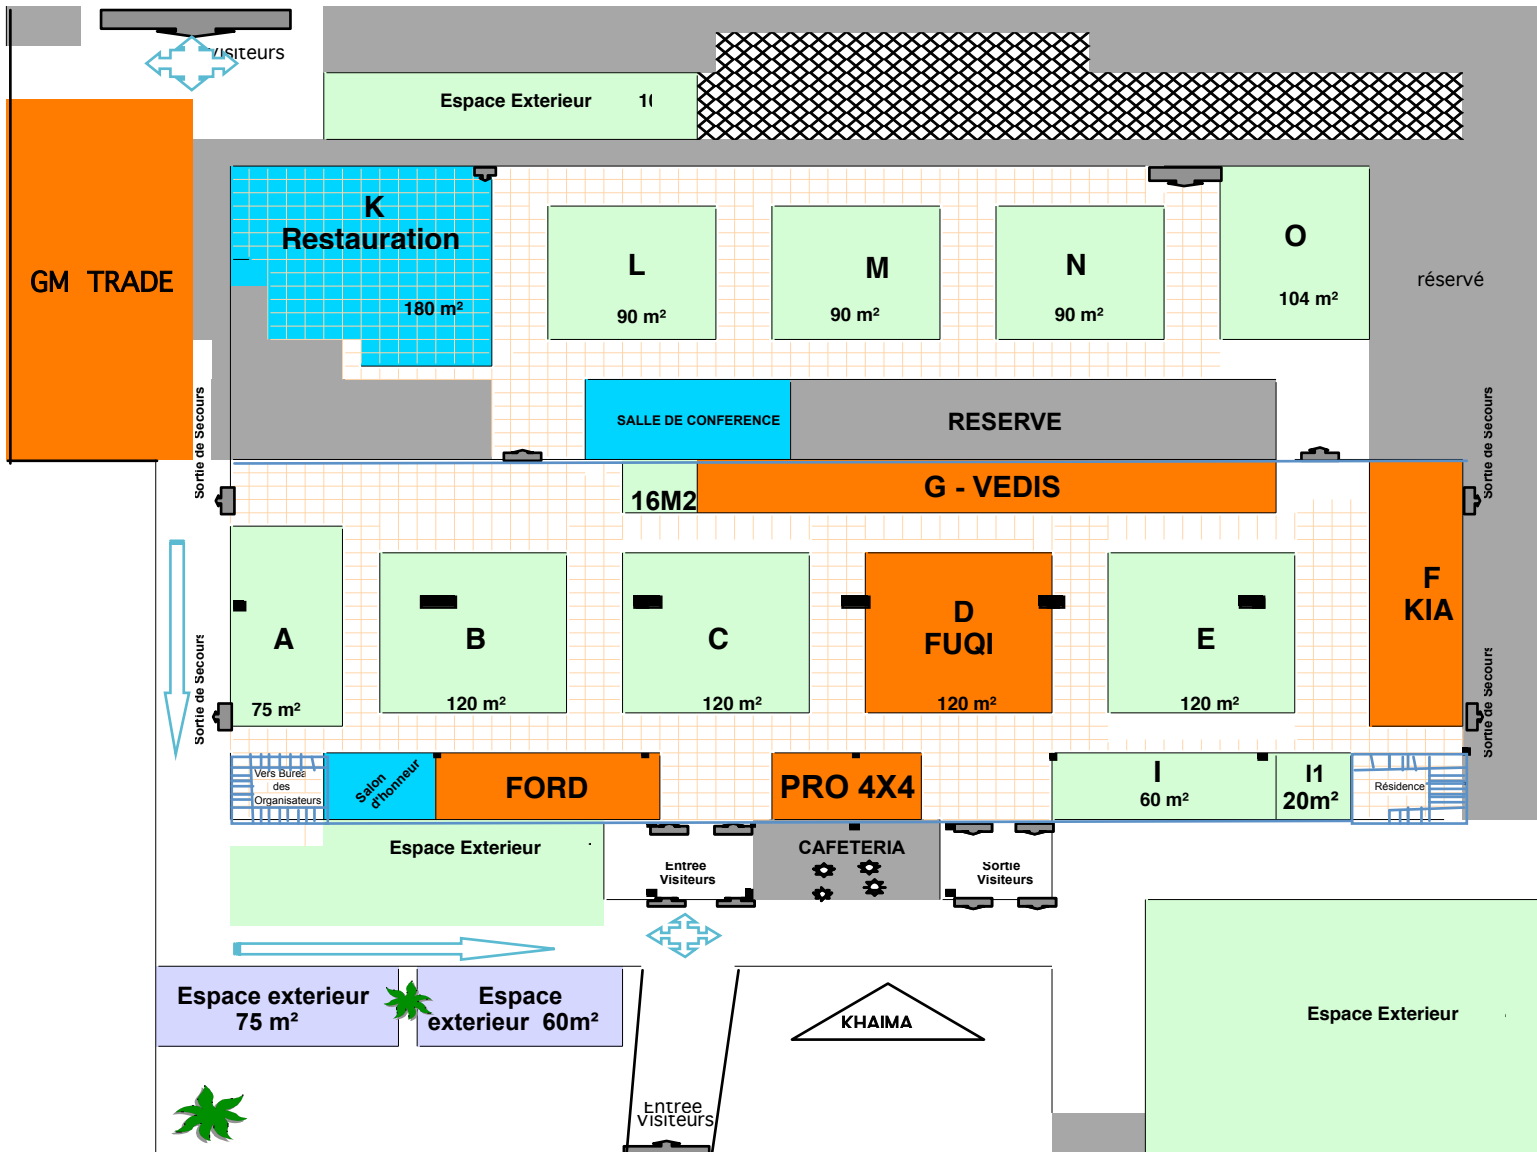 visiteurs
Espace Exterieur
K
Restauration
180 m²
L
90 m²
M
90 m²
N
90 m²
O
104 m²
GM TRADE
réservé
SALLE DE CONFERENCE
RESERVE
Sortie de Secours
Sortie de Secours
16M2
G - VEDIS
F
KIA
A
75 m²
B
120 m²
C
120 m²
D
FUQI
120 m²
E
120 m²
Sortie de Secours
Sortie de Secours
Vers Burea
des
Organisateurs
Salon
d'honneur
FORD
PRO 4X4
I
60 m²
I1
20m²
Résidence
Espace Exterieur
Entree
Visiteurs
CAFETERIA
Sortie
Visiteurs
Espace exterieur
75 m²
Espace
exterieur 60m²
KHAIMA
Espace Exterieur
Entree
Visiteurs